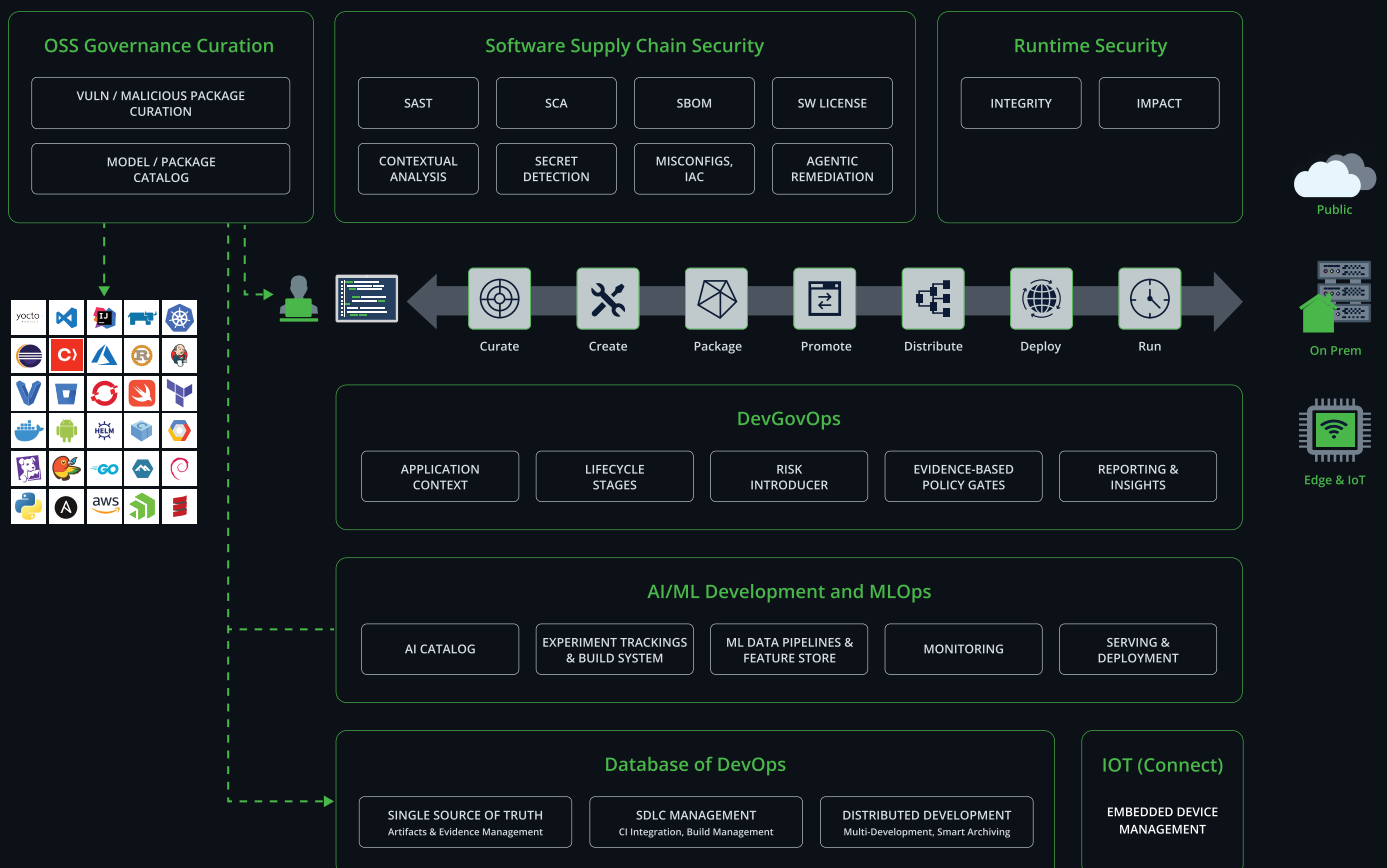 OSS Governance Curation
VULN / MALICIOUS PACKAGE
CURATION
MODEL / PACKAGE
CATALOG
Software Supply Chain Security
SAST
SCA
SBOM
SW LICENSE
CONTEXTUAL
ANALYSIS
SECRET
DETECTION
MISCONFIGS,
IAC
AGENTIC
REMEDIATION
Runtime Security
INTEGRITY
IMPACT
Public
On Prem
Edge & IoT
yocto
IJ
HELM
GO
aws
Curate
Create
Package
Promote
Distribute
Deploy
Run
DevGovOps
APPLICATION
CONTEXT
LIFECYCLE
STAGES
RISK
INTRODUCER
EVIDENCE-BASED
POLICY GATES
REPORTING &
INSIGHTS
AI/ML Development and MLOps
AI CATALOG
EXPERIMENT TRACKINGS
& BUILD SYSTEM
ML DATA PIPELINES &
FEATURE STORE
MONITORING
SERVING &
DEPLOYMENT
Database of DevOps
SINGLE SOURCE OF TRUTH
Artifacts & Evidence Management
SDLC MANAGEMENT
CI Integration, Build Management
DISTRIBUTED DEVELOPMENT
Multi-Development, Smart Archiving
IOT (Connect)
EMBEDDED DEVICE
MANAGEMENT